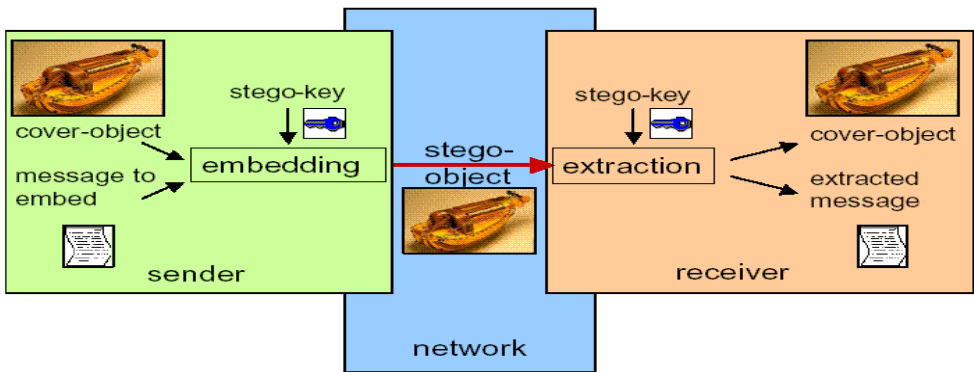 stego-key
cover-object
embedding
message to
embed
sender
stego-
object
network
stego-key
cover-object
extraction
extracted
message
receiver